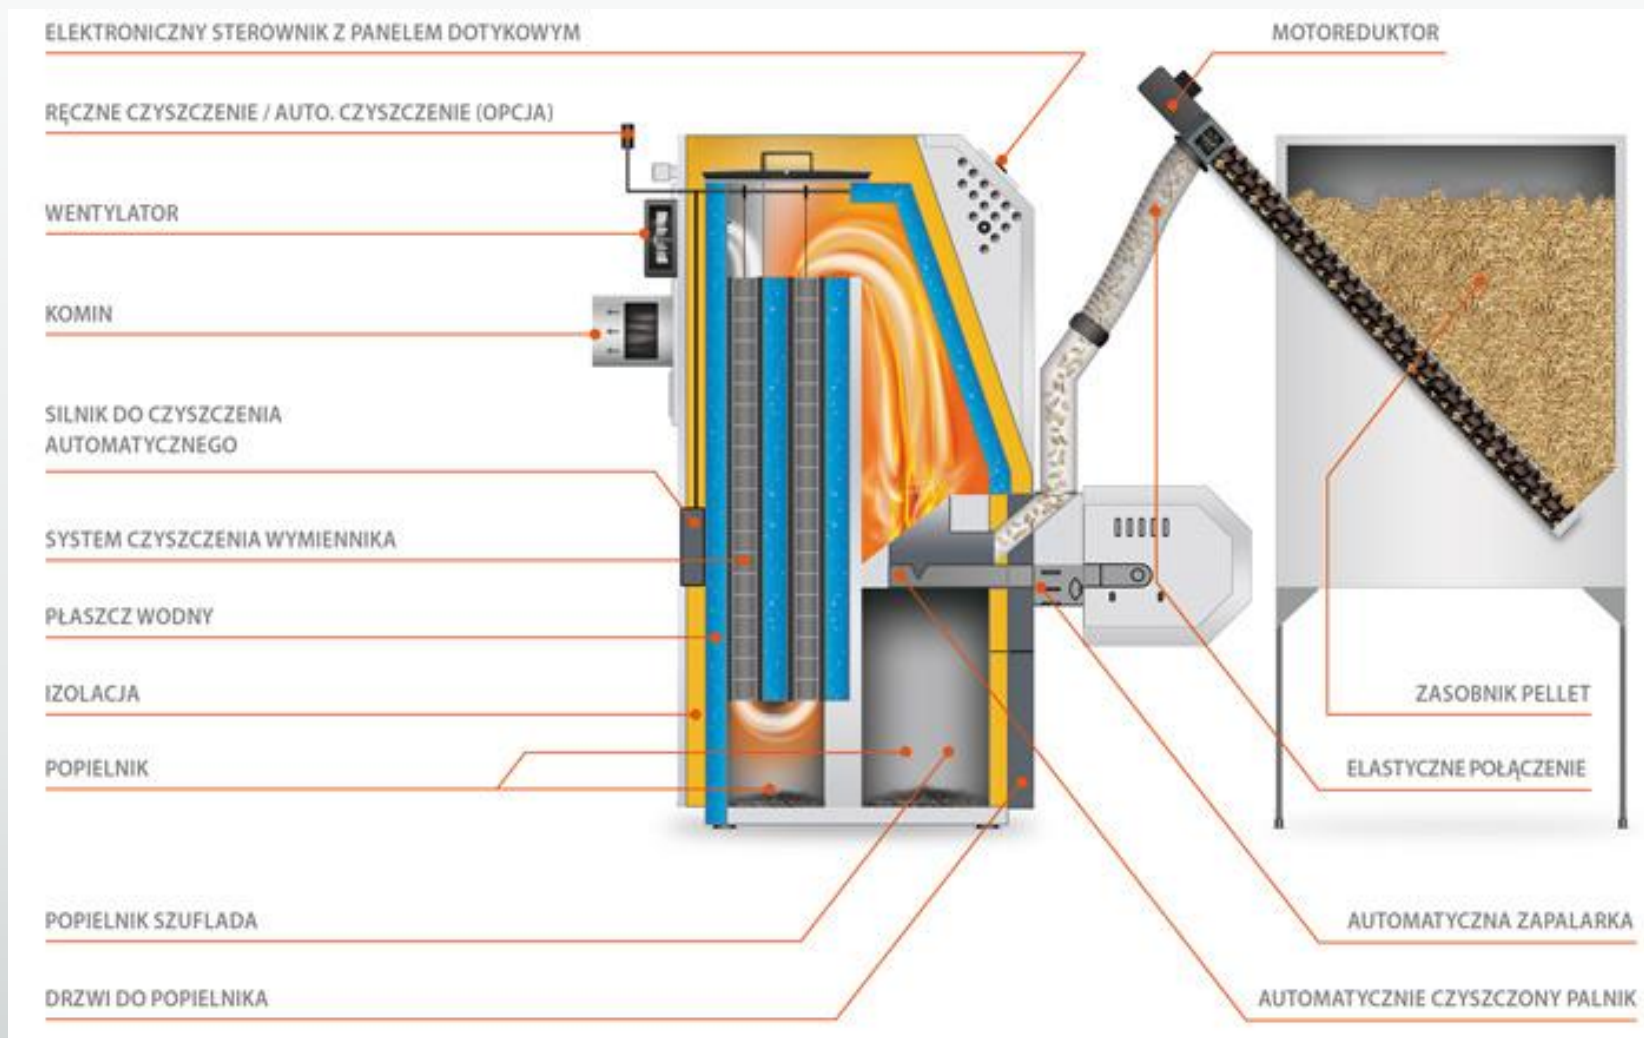 ELEKTRONICZNY STEROWNIK Z PANELEM DOTYKOWYM
MOTOREDUKTOR
RĘCZNE CZYSZCZENIE / AUTO. CZYSZCZENIE (OPCJA)
WENTYLATOR
KOMIN
SILNIK DO CZYSZCZENIA
AUTOMATYCZNEGO
SYSTEM CZYSZCZENIA WYMIENNIKA
PŁASZCZ WODNY
IZOLACJA
ZASOBNIK PELLET
POPIELNIK
ELASTYCZNE POŁĄCZENIE
POPIELNIK SZUFLADA
AUTOMATYCZNA ZAPALARKA
DRZWI DO POPIELNIKA
AUTOMATYCZNIE CZYSZCZONY PALNIK